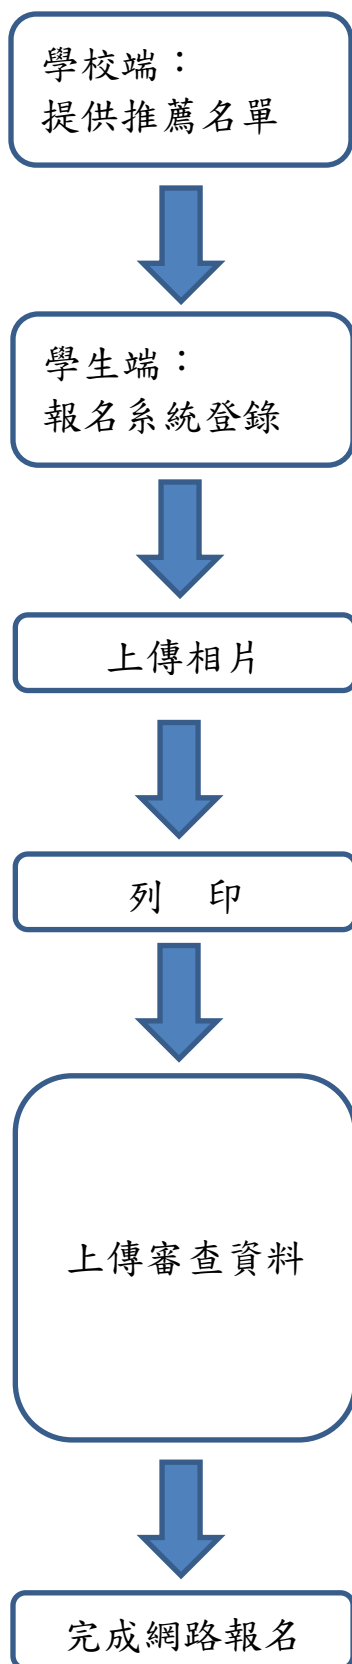 學校端：
提供推薦名單
學生端：
報名系統登錄
上傳相片
列　印
上傳審查資料
完成網路報名